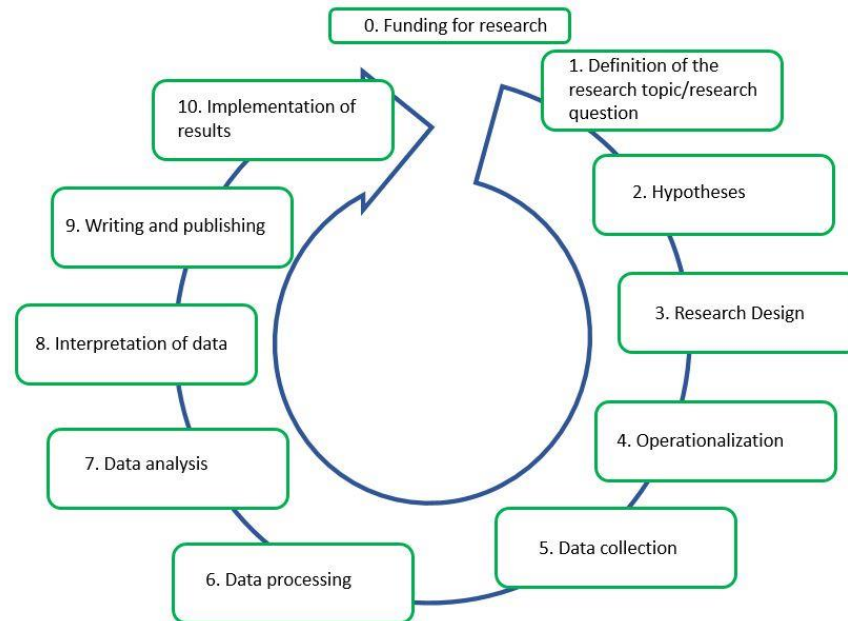 0. Funding for research
1. Definition of the
research topic/research
question
2. Hypotheses
3. Research Design
4. Operationalization
5. Data collection
6. Data processing
7. Data analysis
8. Interpretation of data
9. Writing and publishing
10. Implementation of
results